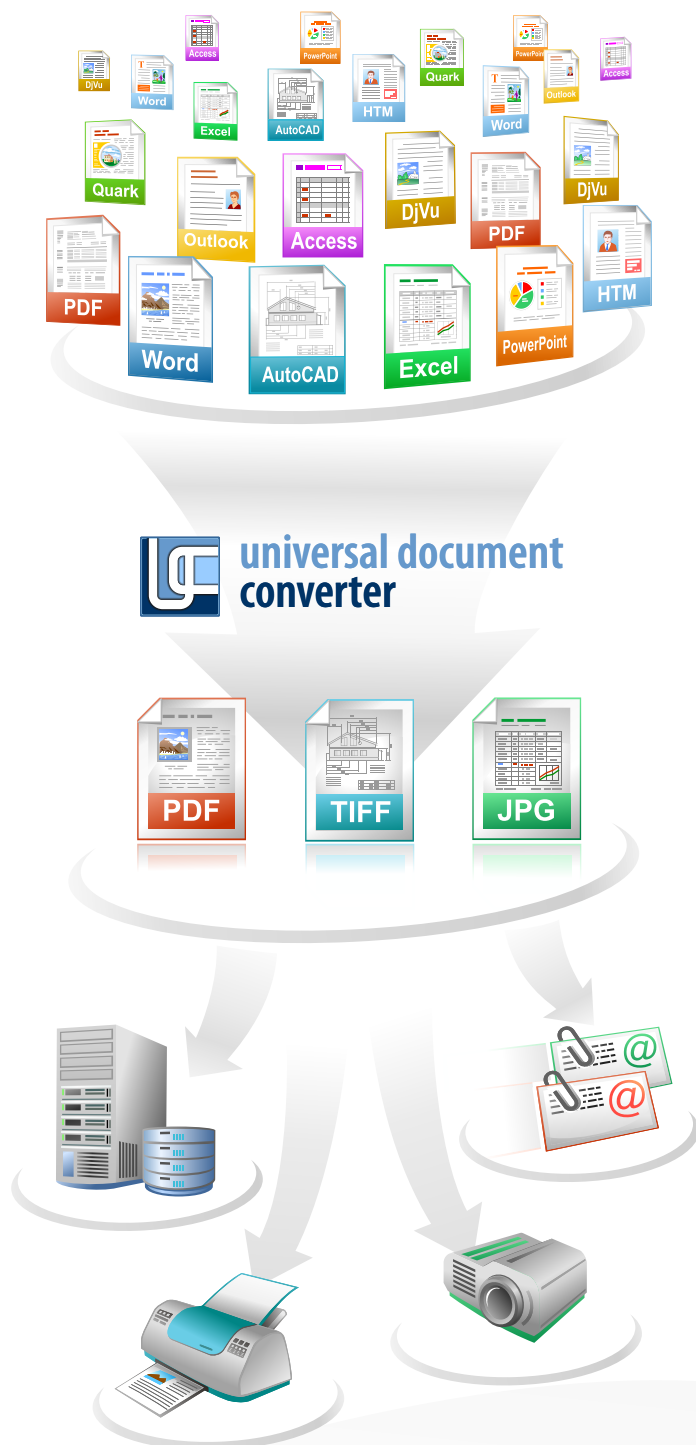 Access
PowerPoint
PowerPoint
Access
DjVu
Word
Quark
Outlook
Excel
AutoCAD
HTM
Word
Quark
Outlook
Access
DjVu
PDF
DjVu
PDF
Word
AutoCAD
Excel
PowerPoint
HTM
universal document
converter
PDF
TIFF
JPG
@
@